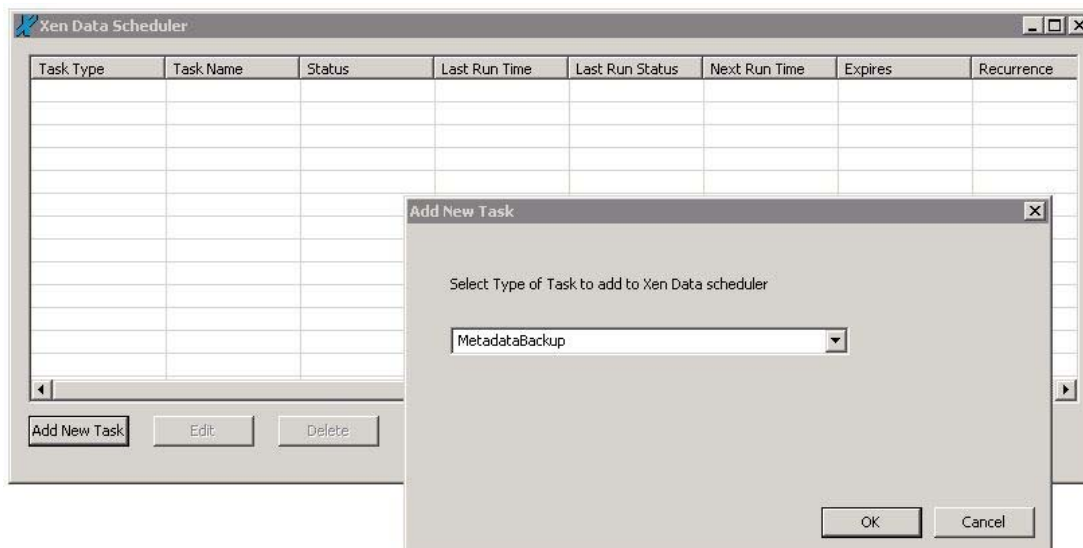 Xen Data Scheduler
Task Type Task Name Status Last Run Time Last Run Status Next Run Time Expires Recurrence
Add New Task
Select Type of Task to add to Xen Data scheduler
MetadataBackup
Add New Task Edit Delete
OK Cancel